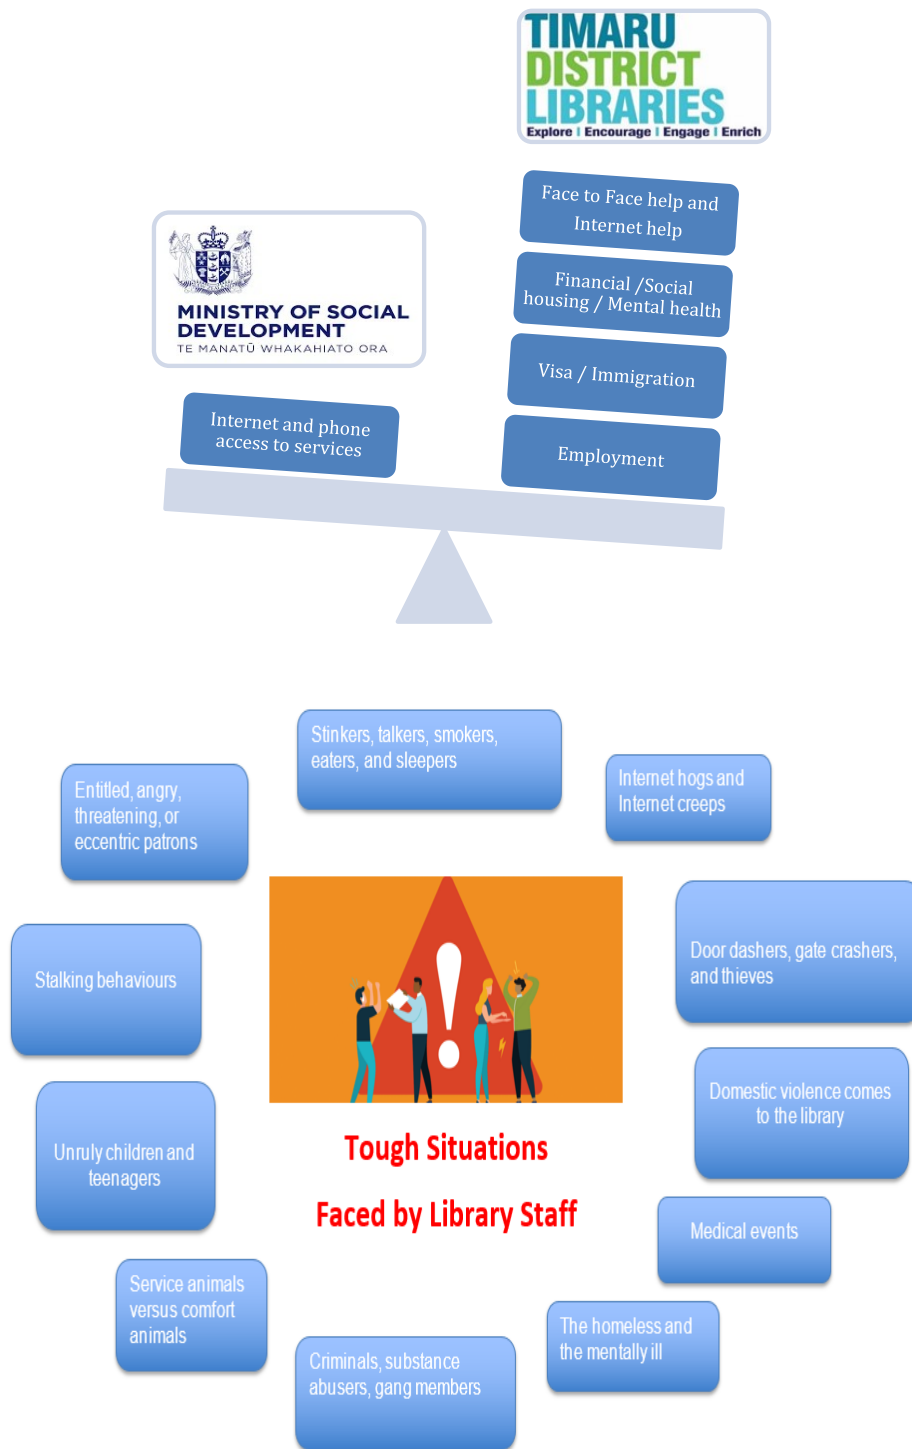 TIMARU
DISTRICT
LIBRARIES
Explore | Encourage | Engage | Enrich
Face to Face help and
Internet help
Financial /Social
housing / Mental health
Visa / Immigration
Employment
MINISTRY OF SOCIAL
DEVELOPMENT
TE MANATŪ WHAKAHIATO ORA
Internet and phone
access to services
Stinkers, talkers, smokers,
eaters, and sleepers
Internet hogs and
Internet creeps
Entitled, angry,
threatening, or
eccentric patrons
Door dashers, gate crashers,
and thieves
Stalking behaviours
Domestic violence comes
to the library
Unruly children and
teenagers
Tough Situations
Faced by Library Staff
Medical events
Service animals
versus comfort
animals
The homeless and
the mentally ill
Criminals, substance
abusers, gang members